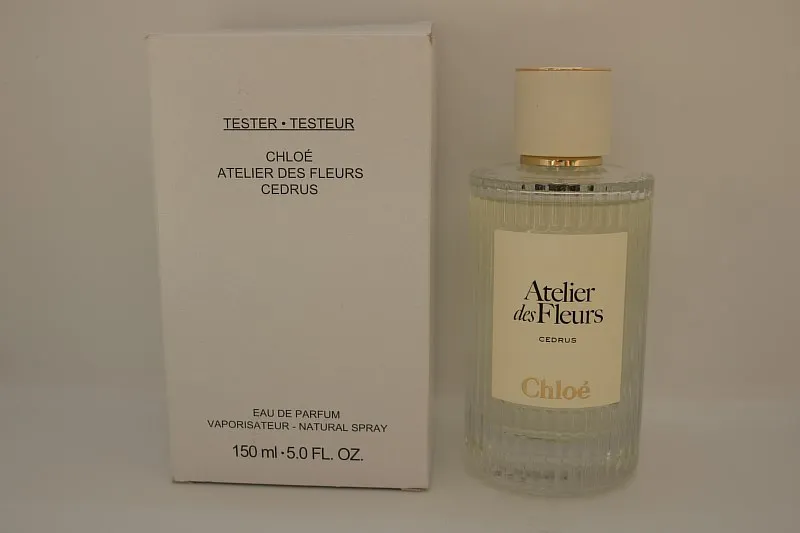 TESTER • TESTEUR
CHLOÉ
ATELIER DES FLEURS
CEDRUS
EAU DE PARFUM
VAPORISATEUR - NATURAL SPRAY
150 ml • 5.0 FL. OZ.
Atelier
des Fleurs
CEDRUS
Chloé